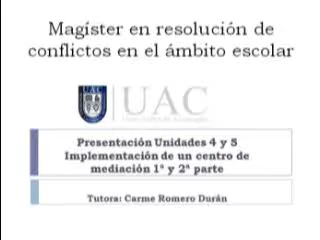 Magíster en resolución de
conflictos en el ámbito escolar
UAC
Presentación Unidades 4 y 5
Implementación de un centro de
mediación 1ª y 2ª parte
Tutora: Carme Romero Durán